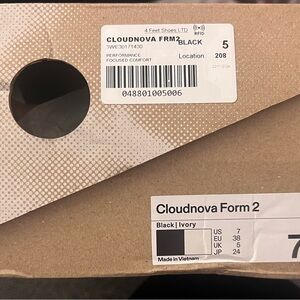 4 Feet Shoes LTD
RFID
CLOUDNOVA FRM2
BLACK
5
3WE30171430
PERFORMANCE
FOCUSED COMFORT
Location
208
048801005006
Cloudnova Form 2
Black | Ivory
US 7
EU 38
UK 5
JP 24
Made in Vietnam
7